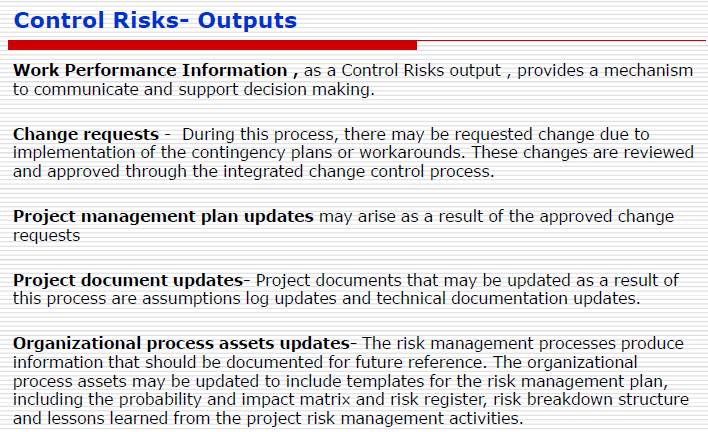 Control Risks- Outputs
Work Performance Information , as a Control Risks output , provides a mechanism
to communicate and support decision making.
Change requests -  During this process, there may be requested change due to
implementation of the contingency plans or workarounds. These changes are reviewed
and approved through the integrated change control process.
Project management plan updates may arise as a result of the approved change
requests
Project document updates- Project documents that may be updated as a result of
this process are assumptions log updates and technical documentation updates.
Organizational process assets updates- The risk management processes produce
information that should be documented for future reference. The organizational
process assets may be updated to include templates for the risk management plan,
including the probability and impact matrix and risk register, risk breakdown structure
and lessons learned from the project risk management activities.